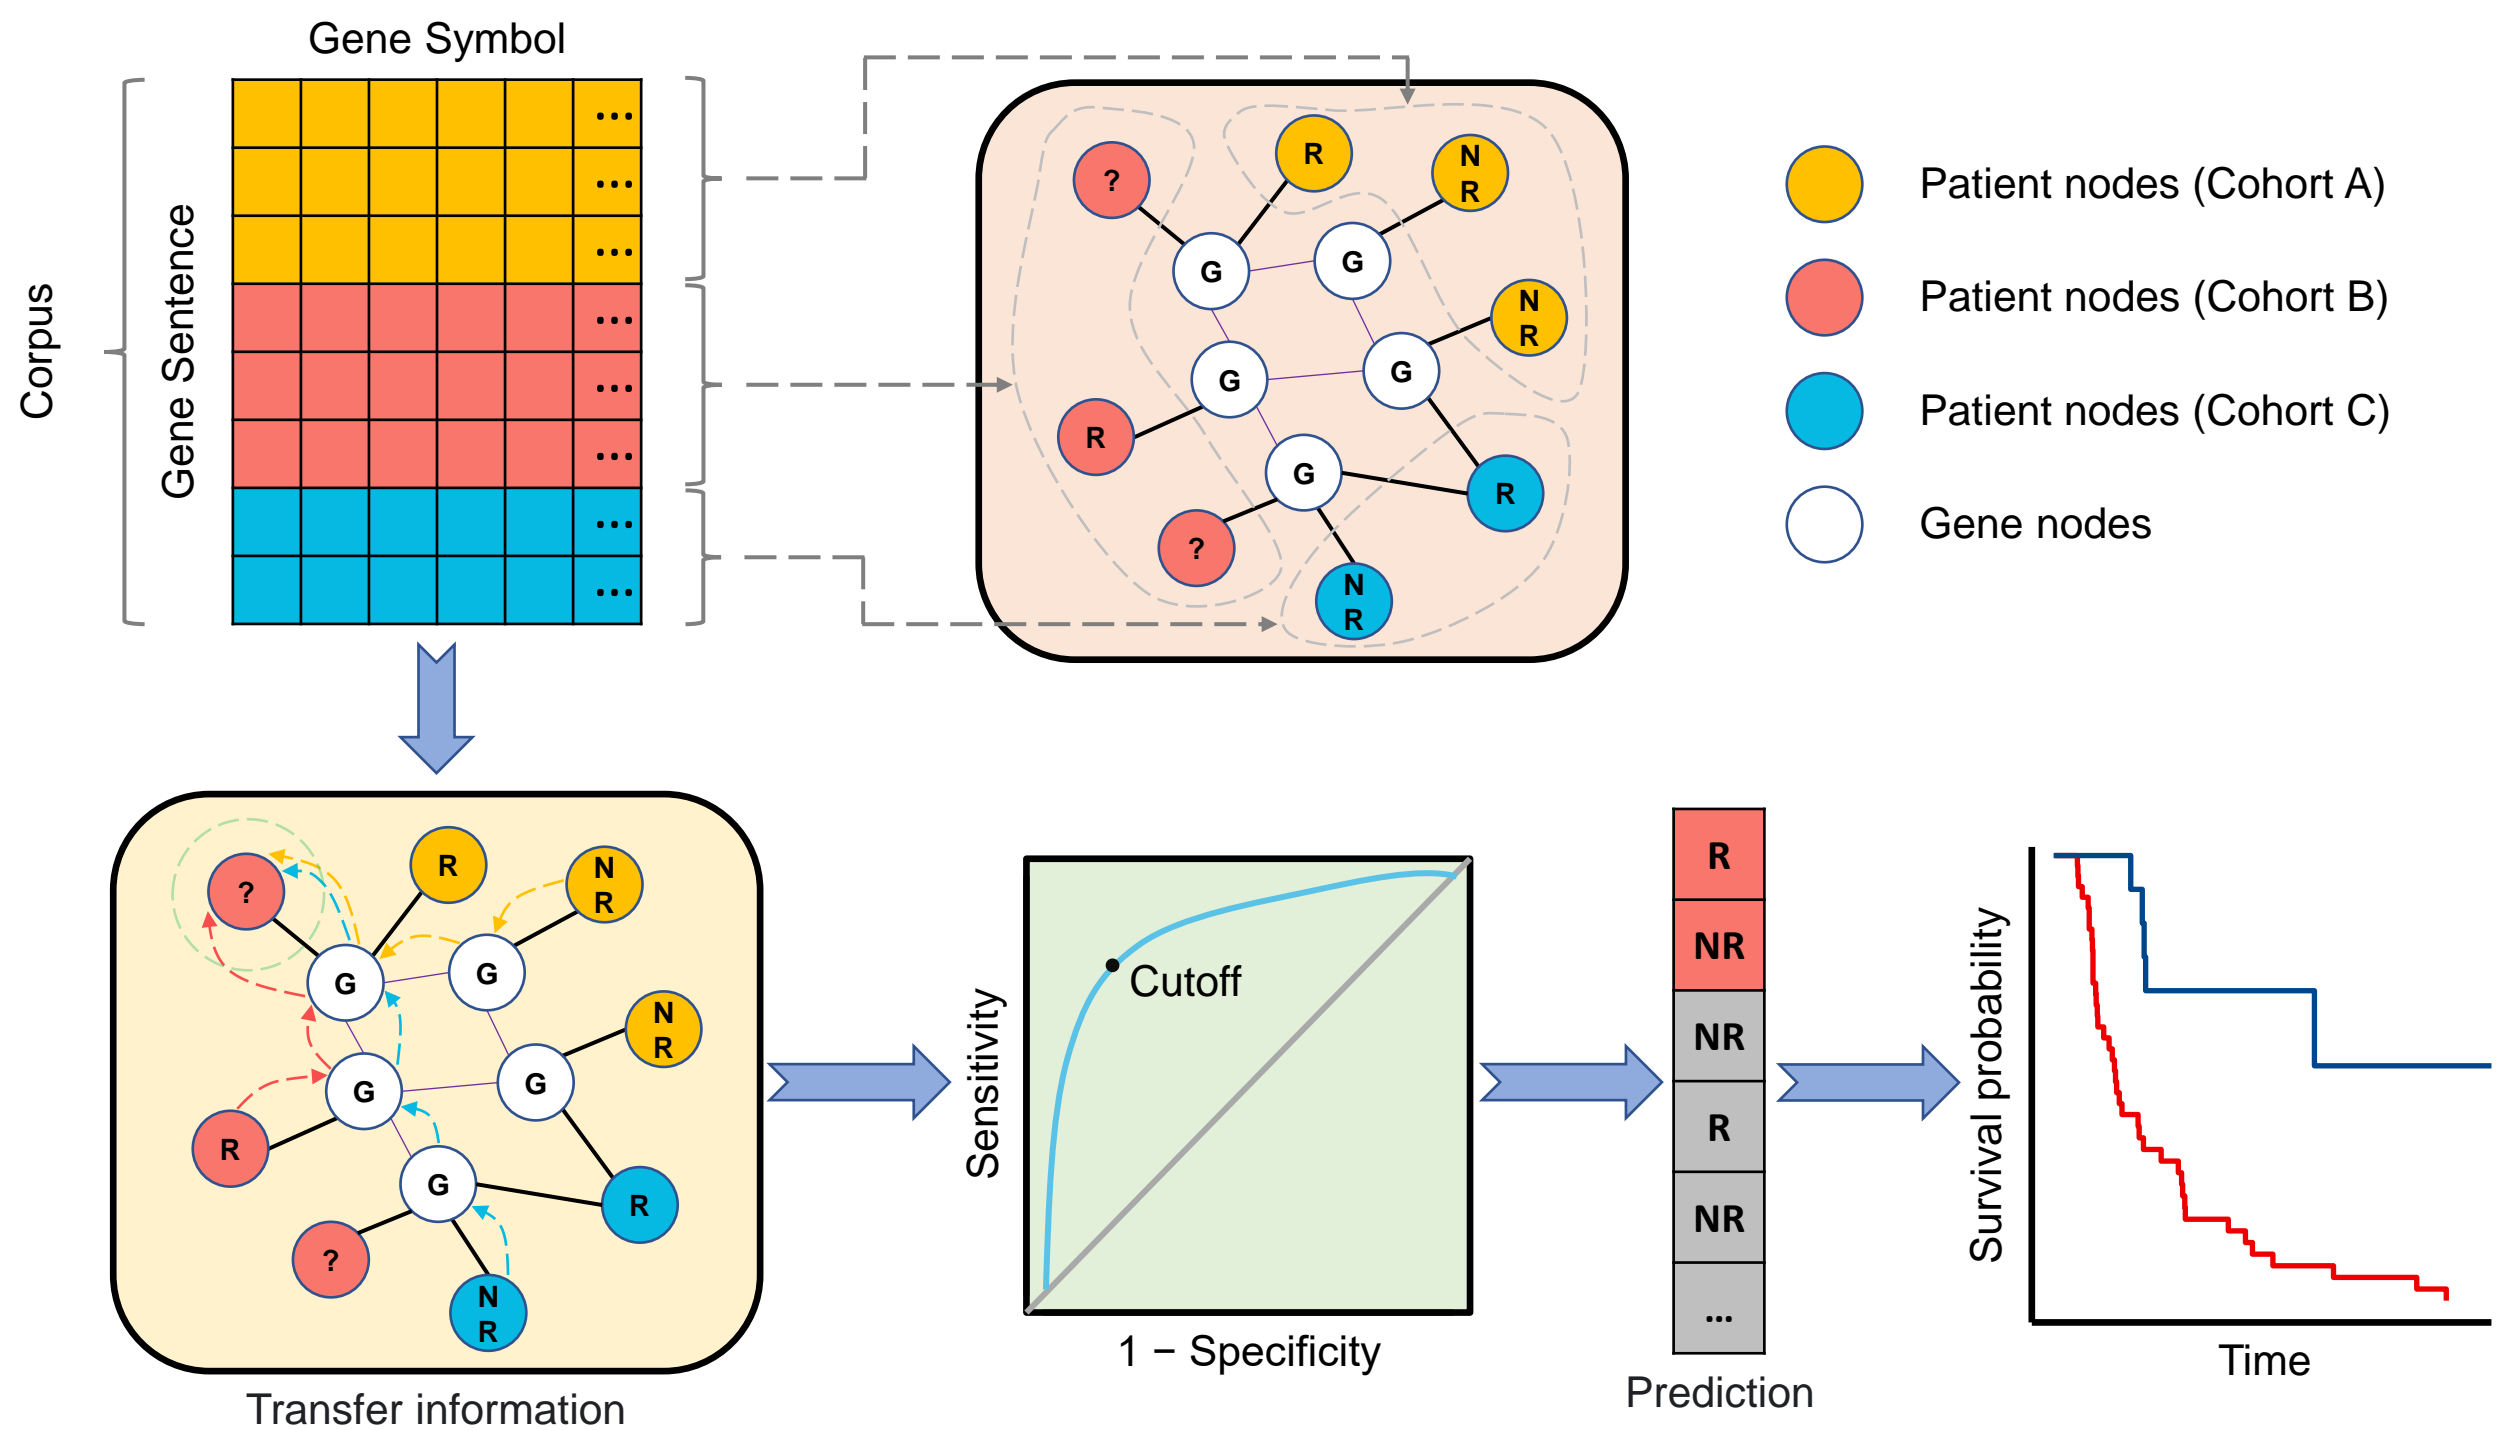 Gene Symbol
Corpus
Gene Sentence
...
...
...
...
...
...
...
...
?
R
N
R
G
G
N
R
G
G
R
G
R
?
N
R
Patient nodes (Cohort A)
Patient nodes (Cohort B)
Patient nodes (Cohort C)
Gene nodes
?
R
N
R
G
G
N
R
G
G
R
G
R
?
N
R
Transfer information
Sensitivity
Cutoff
1 − Specificity
R
NR
NR
R
NR
...
Prediction
Survival probability
Time